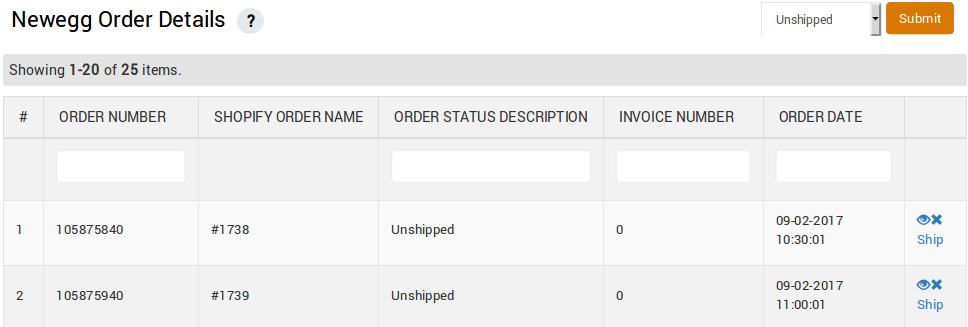 Newegg Order Details ?
Unshipped
Submit
Showing 1-20 of 25 items.
# ORDER NUMBER SHOPIFY ORDER NAME ORDER STATUS DESCRIPTION INVOICE NUMBER ORDER DATE
1 105875840 #1738 Unshipped 0 09-02-2017
10:30:01
Ship
2 105875940 #1739 Unshipped 0 09-02-2017
11:00:01
Ship